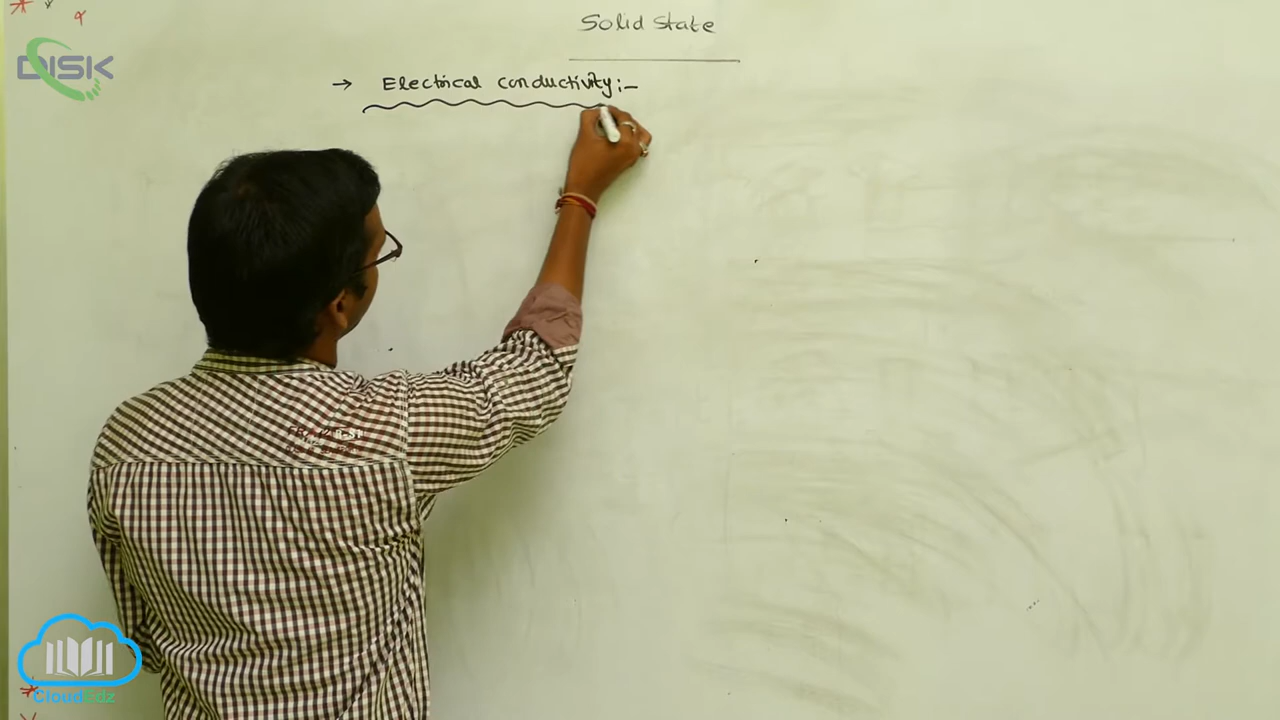 Solid State
DISK
→ Electrical conductivity:-
CloudEdz